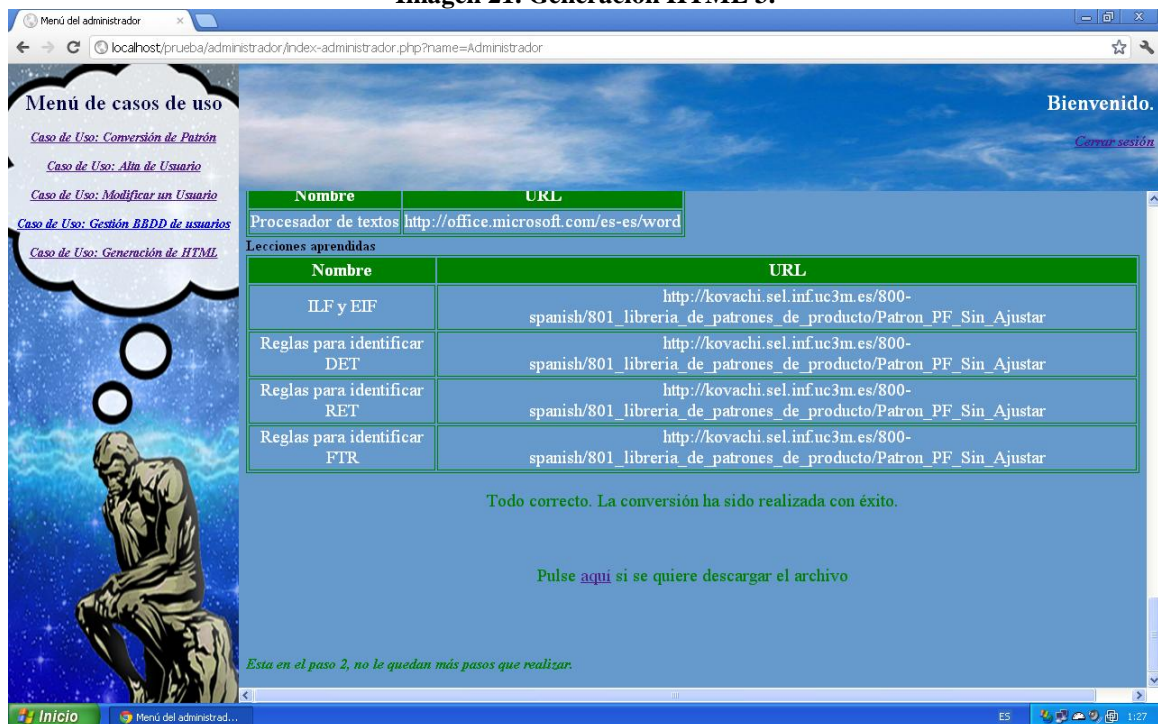 Imagen 21. Generación HTML 3.
Menú del administrador
localhost/prueba/administrador/index-administrador.php?name=Administrador
Menú de casos de uso
Caso de Uso: Conversión de Patrón
Caso de Uso: Alta de Usuario
Caso de Uso: Modificar un Usuario
Caso de Uso: Gestión BBDD de usuarios
Caso de Uso: Generación de HTML
Bienvenido.
Cerrar sesión
Nombre URL
Procesador de textos http://office.microsoft.com/es-es/word
Lecciones aprendidas
Nombre URL
ILF y EIF http://kovachi.sel.inf.uc3m.es/800-
spanish/801_libreria_de_patrones_de_producto/Patron_PF_Sin_Ajustar
Reglas para identificar http://kovachi.sel.inf.uc3m.es/800-
DET spanish/801_libreria_de_patrones_de_producto/Patron_PF_Sin_Ajustar
Reglas para identificar http://kovachi.sel.inf.uc3m.es/800-
RET spanish/801_libreria_de_patrones_de_producto/Patron_PF_Sin_Ajustar
Reglas para identificar http://kovachi.sel.inf.uc3m.es/800-
FTR spanish/801_libreria_de_patrones_de_producto/Patron_PF_Sin_Ajustar
Todo correcto. La conversión ha sido realizada con éxito.
Pulse aquí si se quiere descargar el archivo
Esta en el paso 2, no le quedan más pasos que realizar.
Inicio
Menú del administrad...
ES
1:27